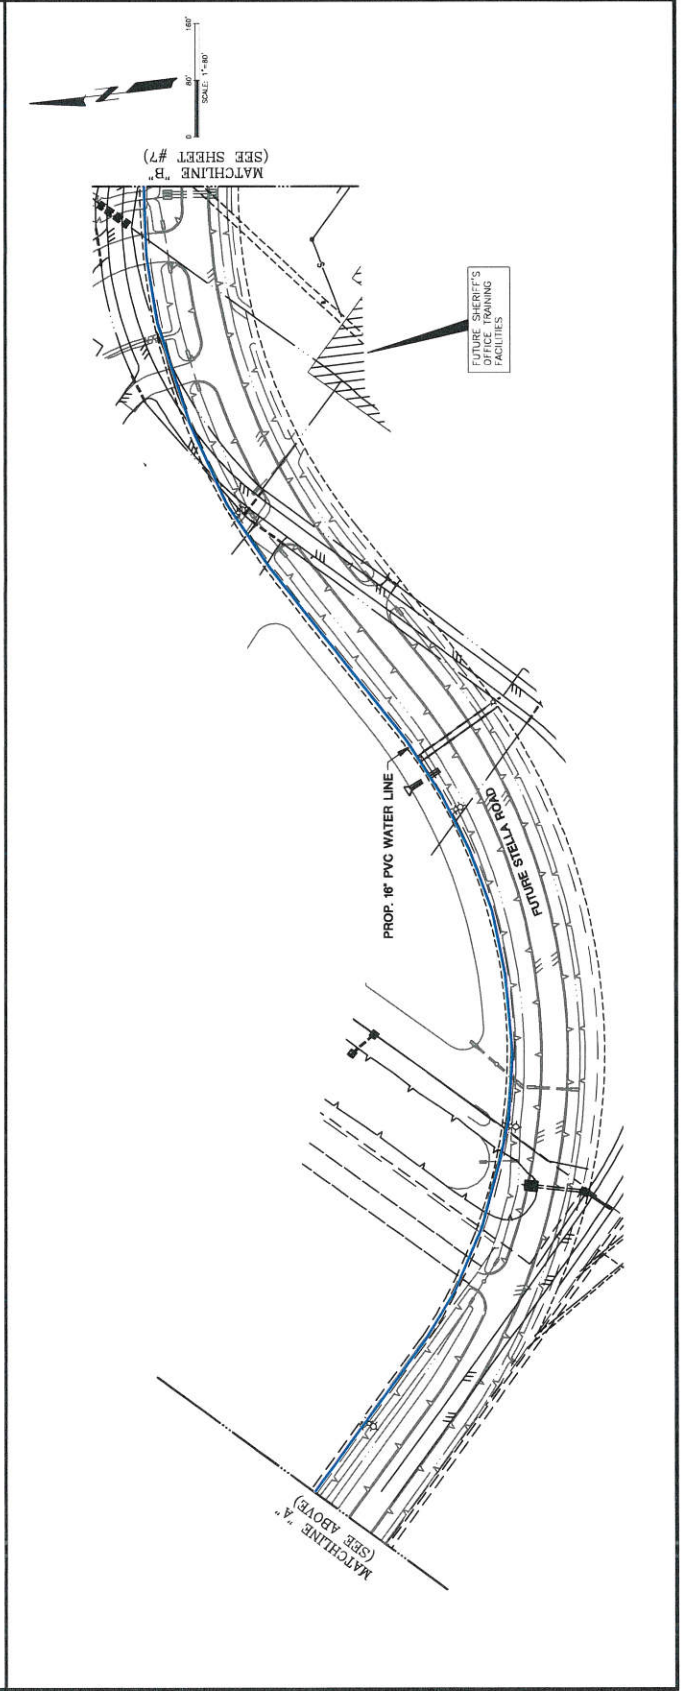 0
80'
160'
SCALE: 1"=80'
MATCHLINE "B"
(SEE SHEET #7)
S
FUTURE SHERIFF'S
OFFICE TRAINING
FACILITIES
PROP. 16" PVC WATER LINE
FUTURE STELLA ROAD
MATCHLINE "A"
(SEE ABOVE)